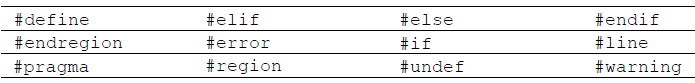 #define #elif #else #endif
#endregion #error #if #line
#pragma #region #undef #warning